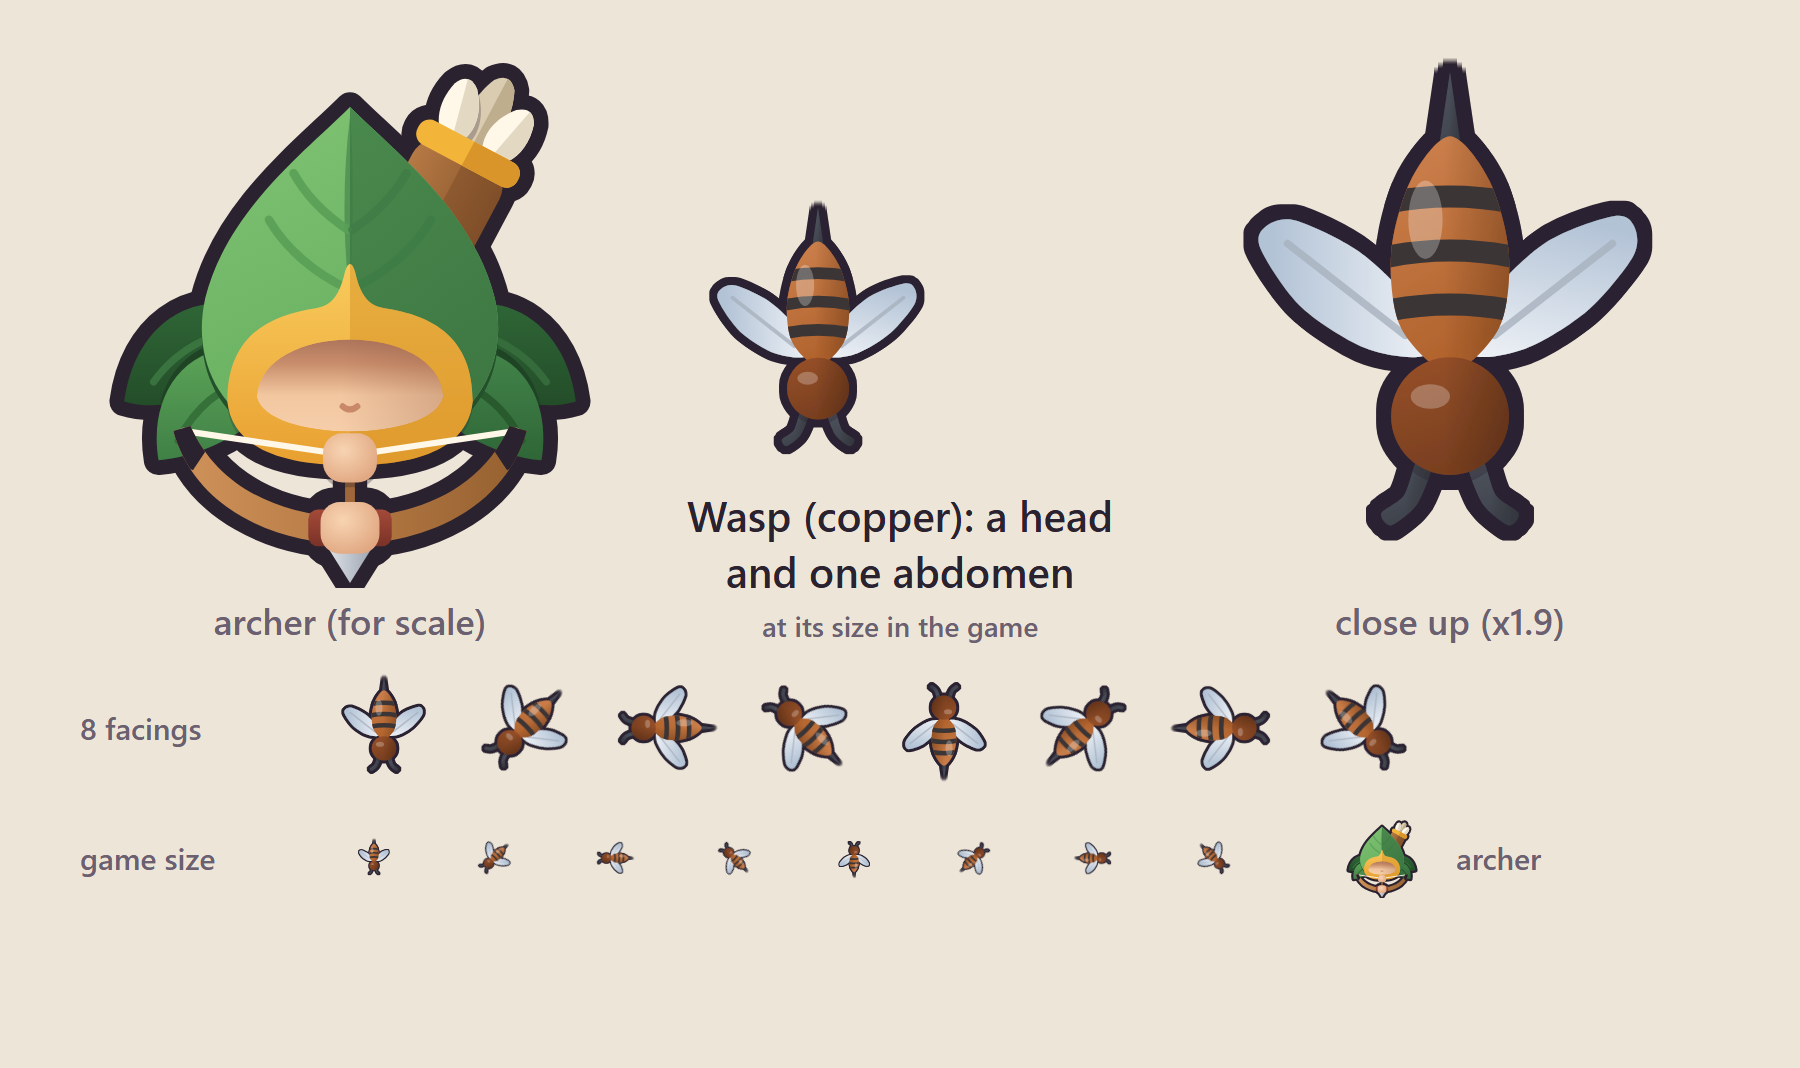 Wasp (copper): a head
and one abdomen
archer (for scale)
at its size in the game
close up (x1.9)
8 facings
game size
archer